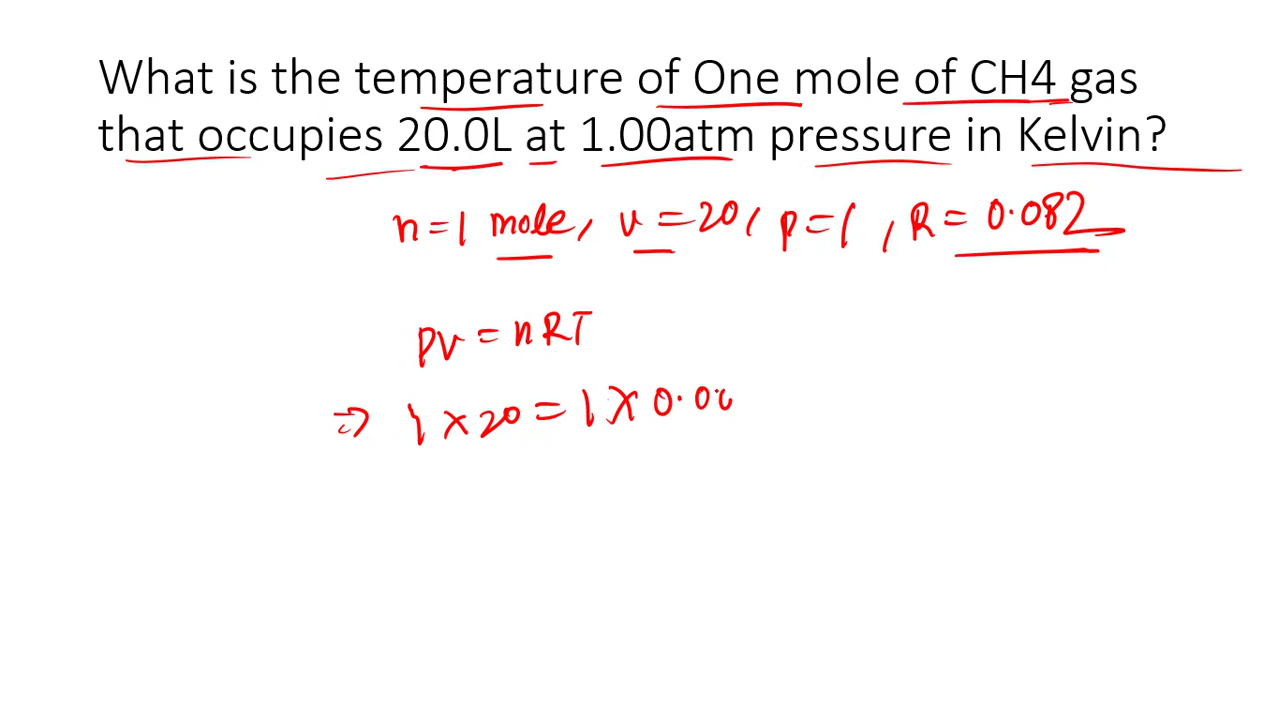 What is the temperature of One mole of CH4 gas
that occupies 20.0L at 1.00atm pressure in Kelvin?
n=1 mole, v=20, p=1, R=0.082
PV=nRT
⇒ 1×20=1×0.0